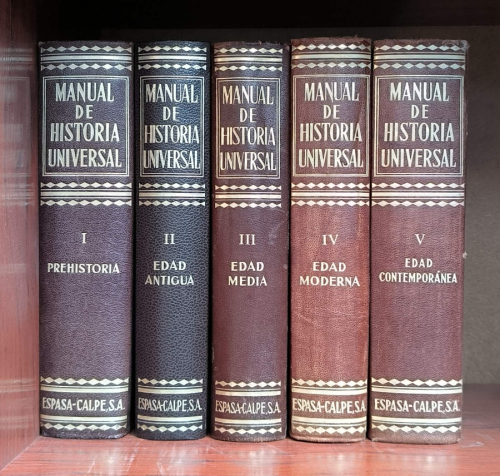 MANUAL
DE
HISTORIA
UNIVERSAL
I
PREHISTORIA
ESPASA-CALPE, S.A.
MANUAL
DE
HISTORIA
UNIVERSAL
II
EDAD
ANTIGUA
ESPASA-CALPE, S.A.
MANUAL
DE
HISTORIA
UNIVERSAL
III
EDAD
MEDIA
ESPASA-CALPE, S.A.
MANUAL
DE
HISTORIA
UNIVERSAL
IV
EDAD
MODERNA
ESPASA-CALPE, S.A.
MANUAL
DE
HISTORIA
UNIVERSAL
V
EDAD
CONTEMPORÁNEA
ESPASA-CALPE, S.A.